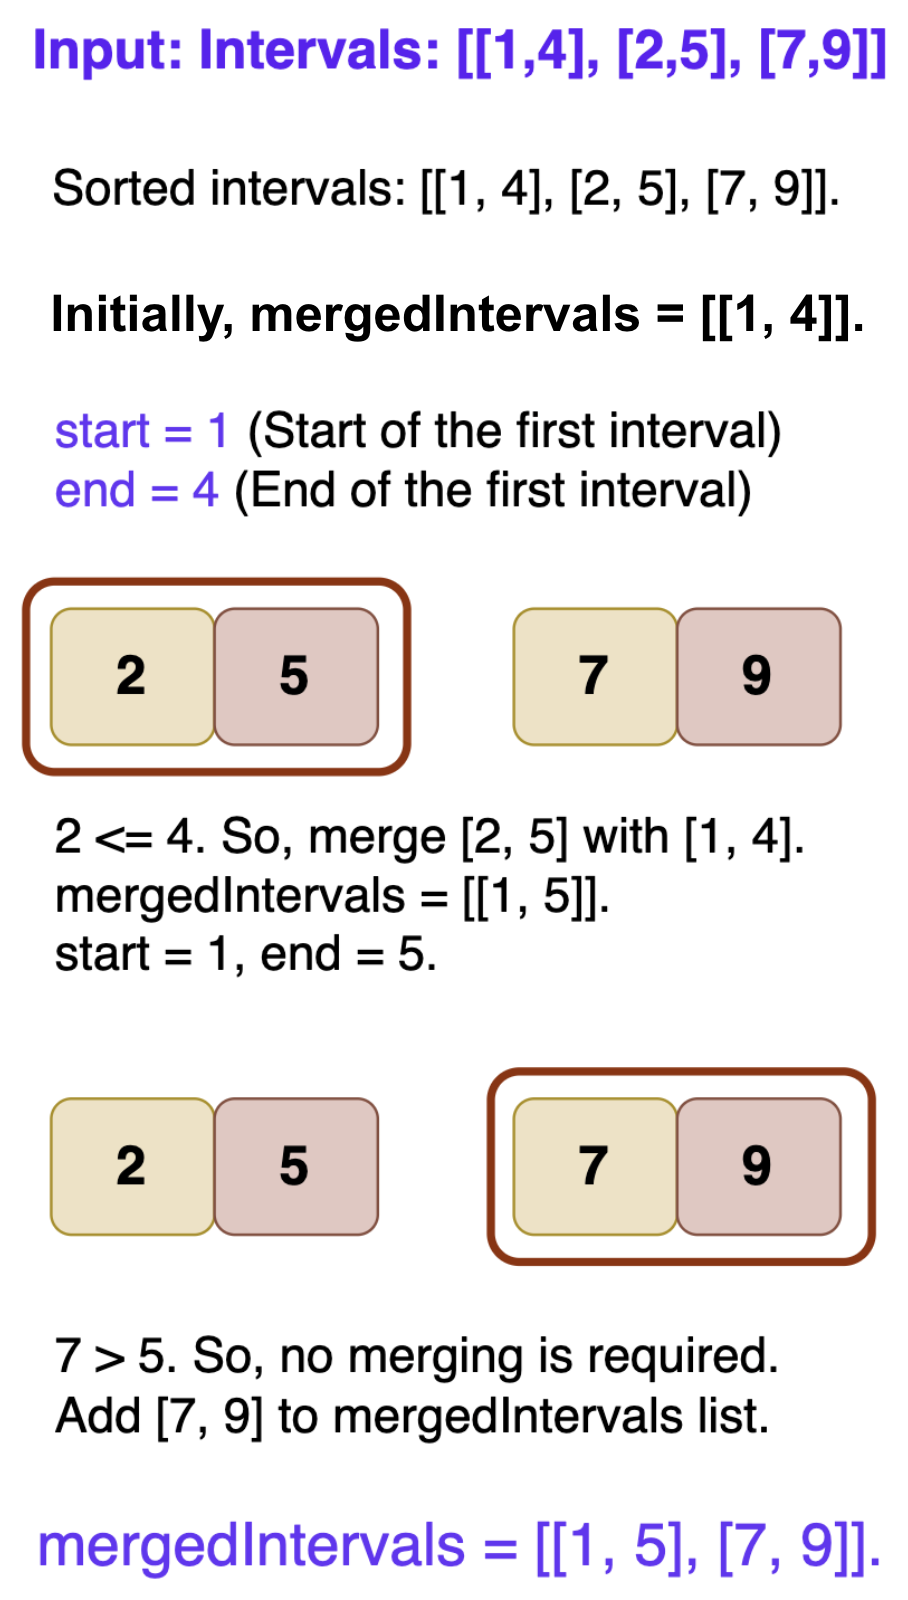 Input: Intervals: [[1,4], [2,5], [7,9]]
Sorted intervals: [[1, 4], [2, 5], [7, 9]].
Initially, mergedIntervals = [[1, 4]].
start = 1 (Start of the first interval)
end = 4 (End of the first interval)
2 5 7 9
2 <= 4. So, merge [2, 5] with [1, 4].
mergedIntervals = [[1, 5]].
start = 1, end = 5.
2 5 7 9
7 > 5. So, no merging is required.
Add [7, 9] to mergedIntervals list.
mergedIntervals = [[1, 5], [7, 9]].